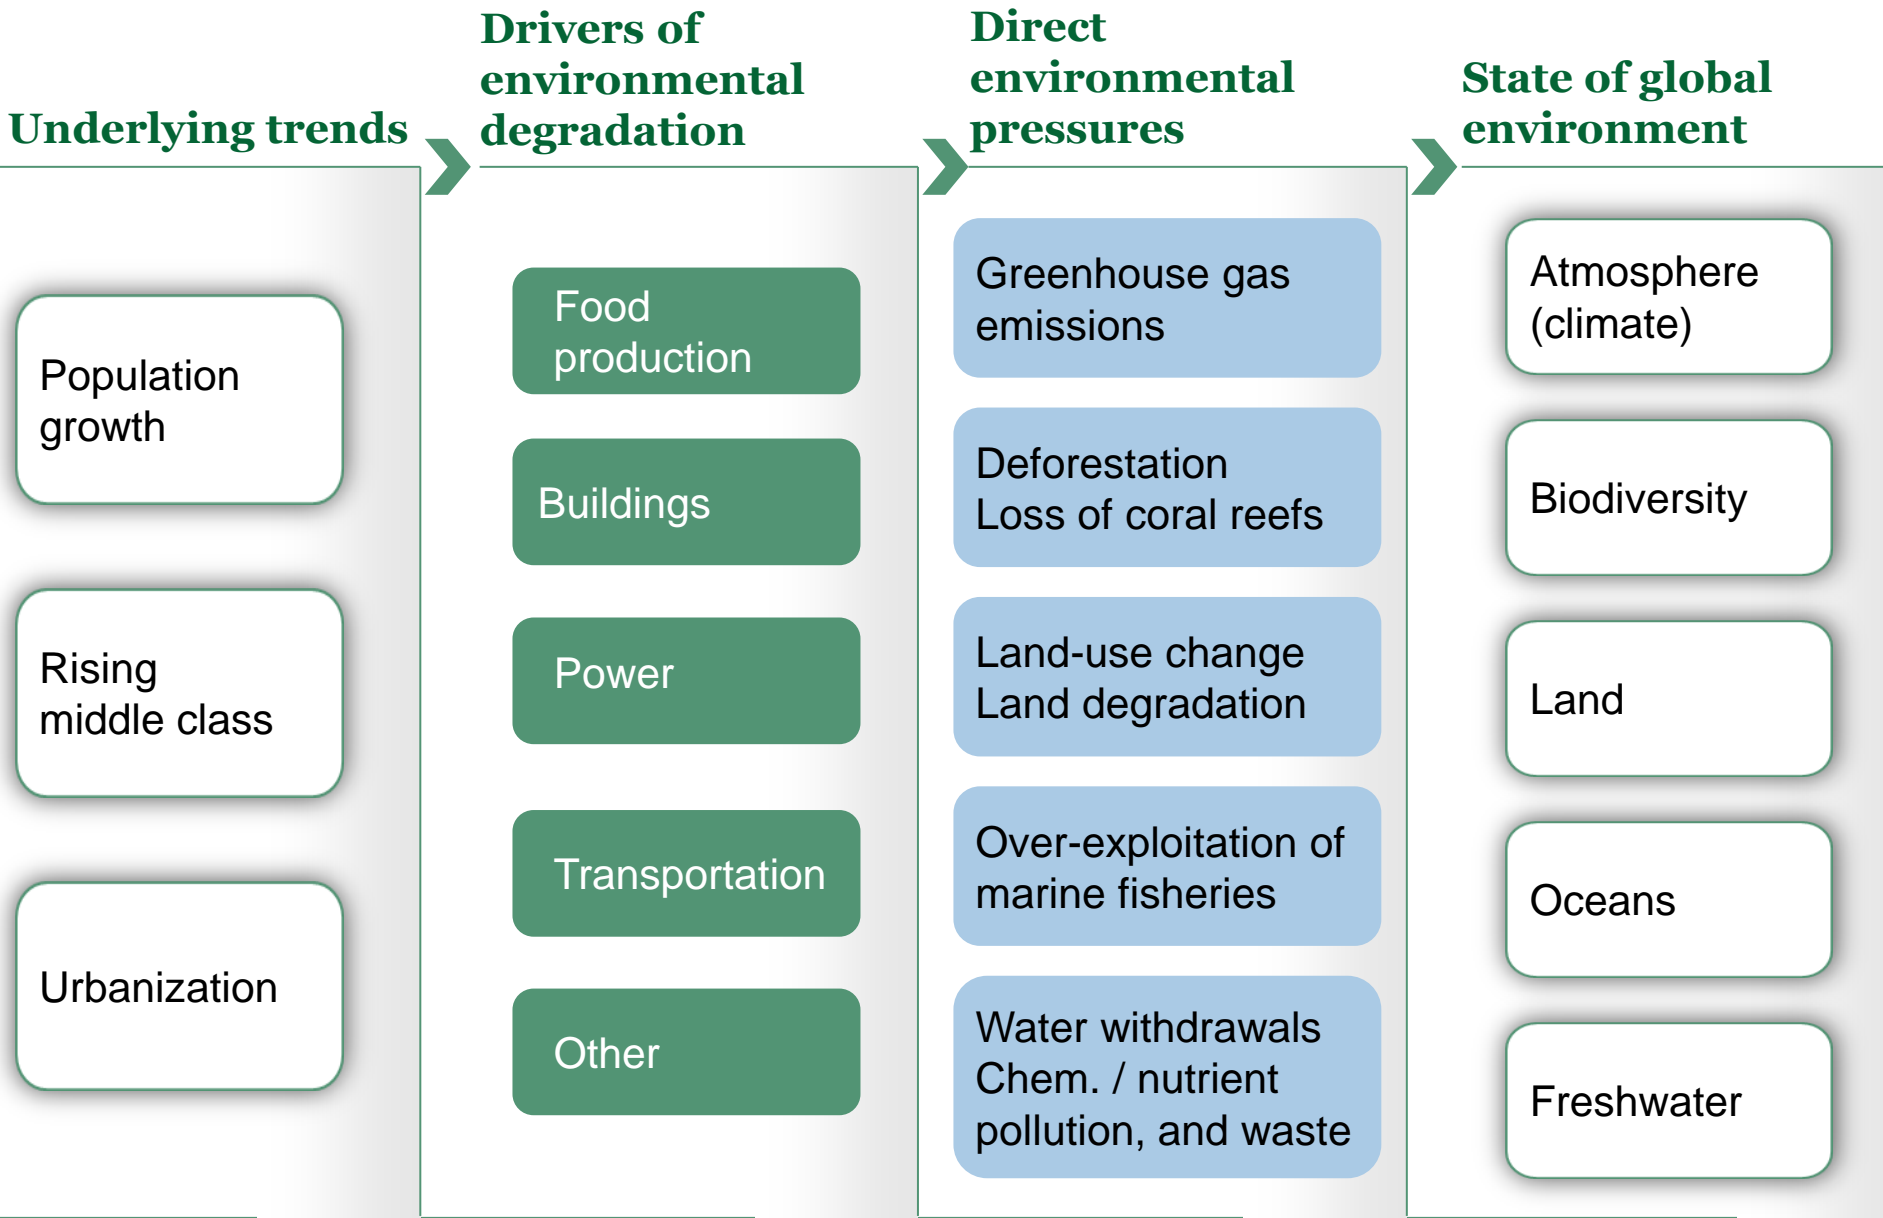 Underlying trends
Population
growth
Rising
middle class
Urbanization
Drivers of
environmental
degradation
Food
production
Buildings
Power
Transportation
Other
Direct
environmental
pressures
Greenhouse gas
emissions
Deforestation
Loss of coral reefs
Land-use change
Land degradation
Over-exploitation of
marine fisheries
Water withdrawals
Chem. / nutrient
pollution, and waste
State of global
environment
Atmosphere
(climate)
Biodiversity
Land
Oceans
Freshwater